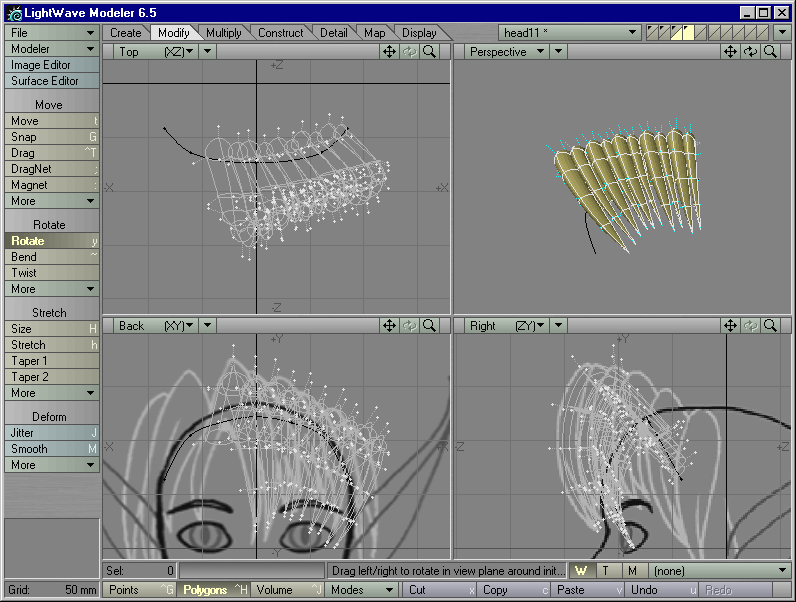 LightWave Modeler 6.5
File Create Modify Multiply Construct Detail Map Display head11 *
Modeler Top (XZ) Perspective
Image Editor
Surface Editor
Move
Move t
Snap G
Drag ^T
DragNet ;
Magnet :
More
Rotate
Rotate y
Bend ~
Twist
More
Stretch
Size H
Stretch h
Taper 1
Taper 2
More
Deform
Jitter J
Smooth M
More
+Z
-X +X
-Z
Back (XY) Right (ZY)
+Y +Y
-X -Z +Z
-Y -Y
Sel: 0 Drag left/right to rotate in view plane around init... W T M (none)
Grid: 50 mm Points ^G Polygons ^H Volume ^J Modes Cut x Copy c Paste v Undo u Redo